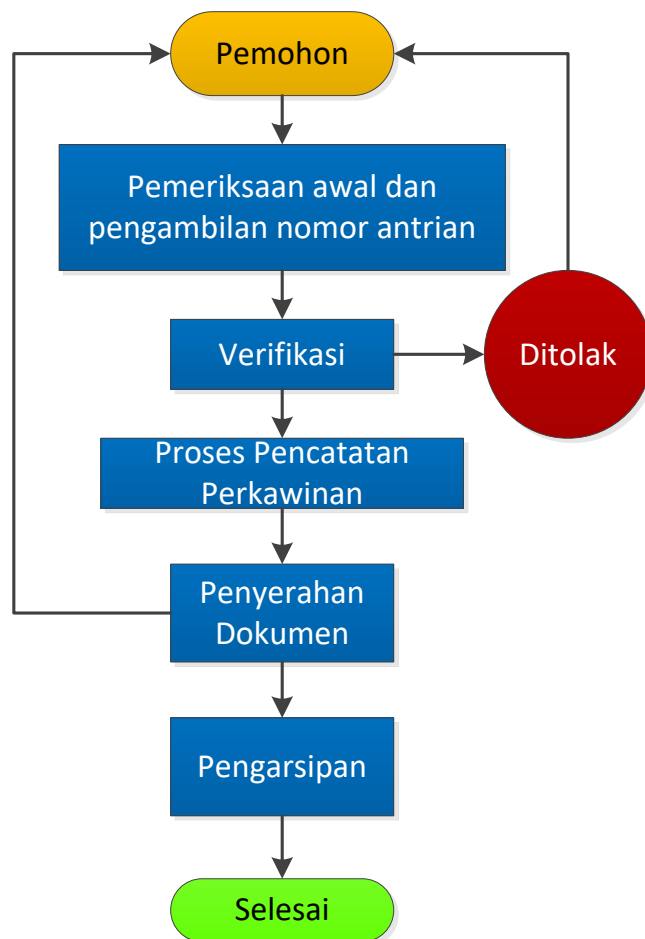 Pemohon
Pemeriksaan awal dan
pengambilan nomor antrian
Verifikasi
Ditolak
Proses Pencatatan
Perkawinan
Penyerahan
Dokumen
Pengarsipan
Selesai